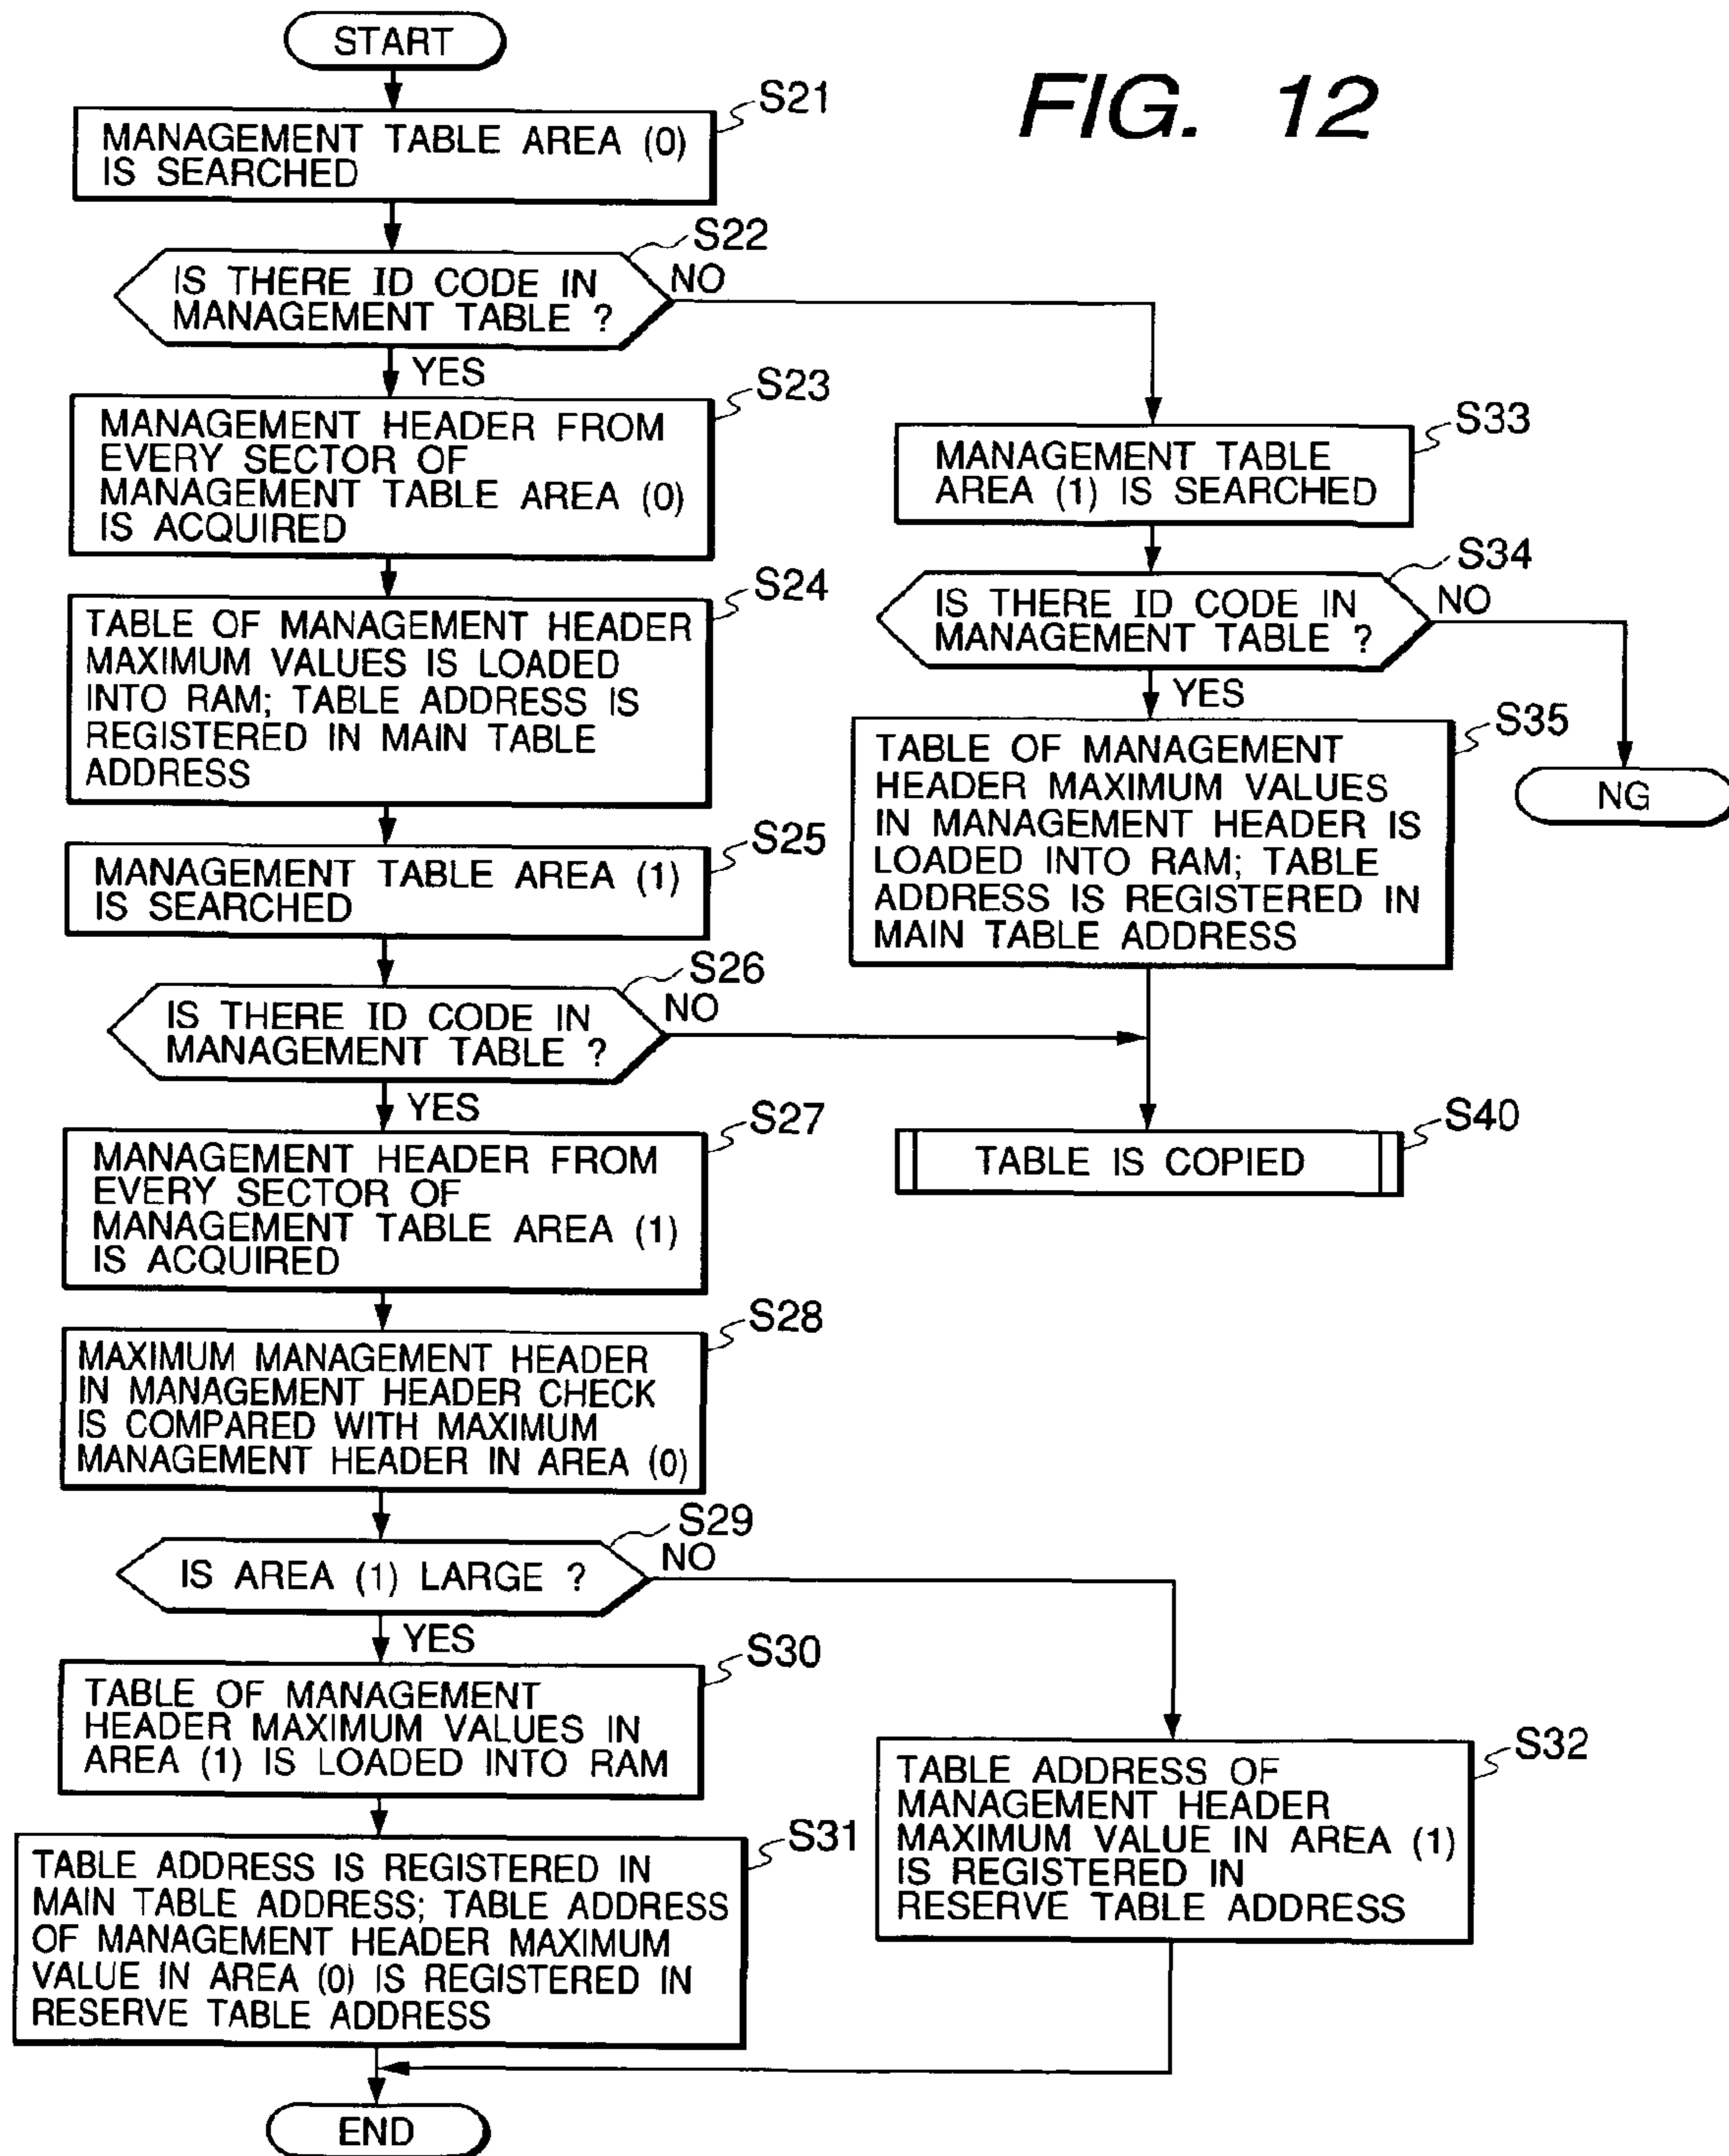 START
FIG. 12
S21
MANAGEMENT TABLE AREA (0)
IS SEARCHED
S22
IS THERE ID CODE IN
MANAGEMENT TABLE ?
NO
YES
S23
MANAGEMENT HEADER FROM
EVERY SECTOR OF
MANAGEMENT TABLE AREA (0)
IS ACQUIRED
S24
TABLE OF MANAGEMENT HEADER
MAXIMUM VALUES IS LOADED
INTO RAM; TABLE ADDRESS IS
REGISTERED IN MAIN TABLE
ADDRESS
S25
MANAGEMENT TABLE AREA (1)
IS SEARCHED
S26
IS THERE ID CODE IN
MANAGEMENT TABLE ?
NO
YES
S27
MANAGEMENT HEADER FROM
EVERY SECTOR OF
MANAGEMENT TABLE AREA (1)
IS ACQUIRED
S28
MAXIMUM MANAGEMENT HEADER
IN MANAGEMENT HEADER CHECK
IS COMPARED WITH MAXIMUM
MANAGEMENT HEADER IN AREA (0)
S29
IS AREA (1) LARGE ?
NO
YES
S30
TABLE OF MANAGEMENT
HEADER MAXIMUM VALUES IN
AREA (1) IS LOADED INTO RAM
S31
TABLE ADDRESS IS REGISTERED IN
MAIN TABLE ADDRESS; TABLE ADDRESS
OF MANAGEMENT HEADER MAXIMUM
VALUE IN AREA (0) IS REGISTERED IN
RESERVE TABLE ADDRESS
END
S33
MANAGEMENT TABLE
AREA (1) IS SEARCHED
S34
IS THERE ID CODE IN
MANAGEMENT TABLE ?
NO
YES
NG
S35
TABLE OF MANAGEMENT
HEADER MAXIMUM VALUES
IN MANAGEMENT HEADER IS
LOADED INTO RAM; TABLE
ADDRESS IS REGISTERED IN
MAIN TABLE ADDRESS
S40
TABLE IS COPIED
S32
TABLE ADDRESS OF
MANAGEMENT HEADER
MAXIMUM VALUE IN AREA (1)
IS REGISTERED IN
RESERVE TABLE ADDRESS